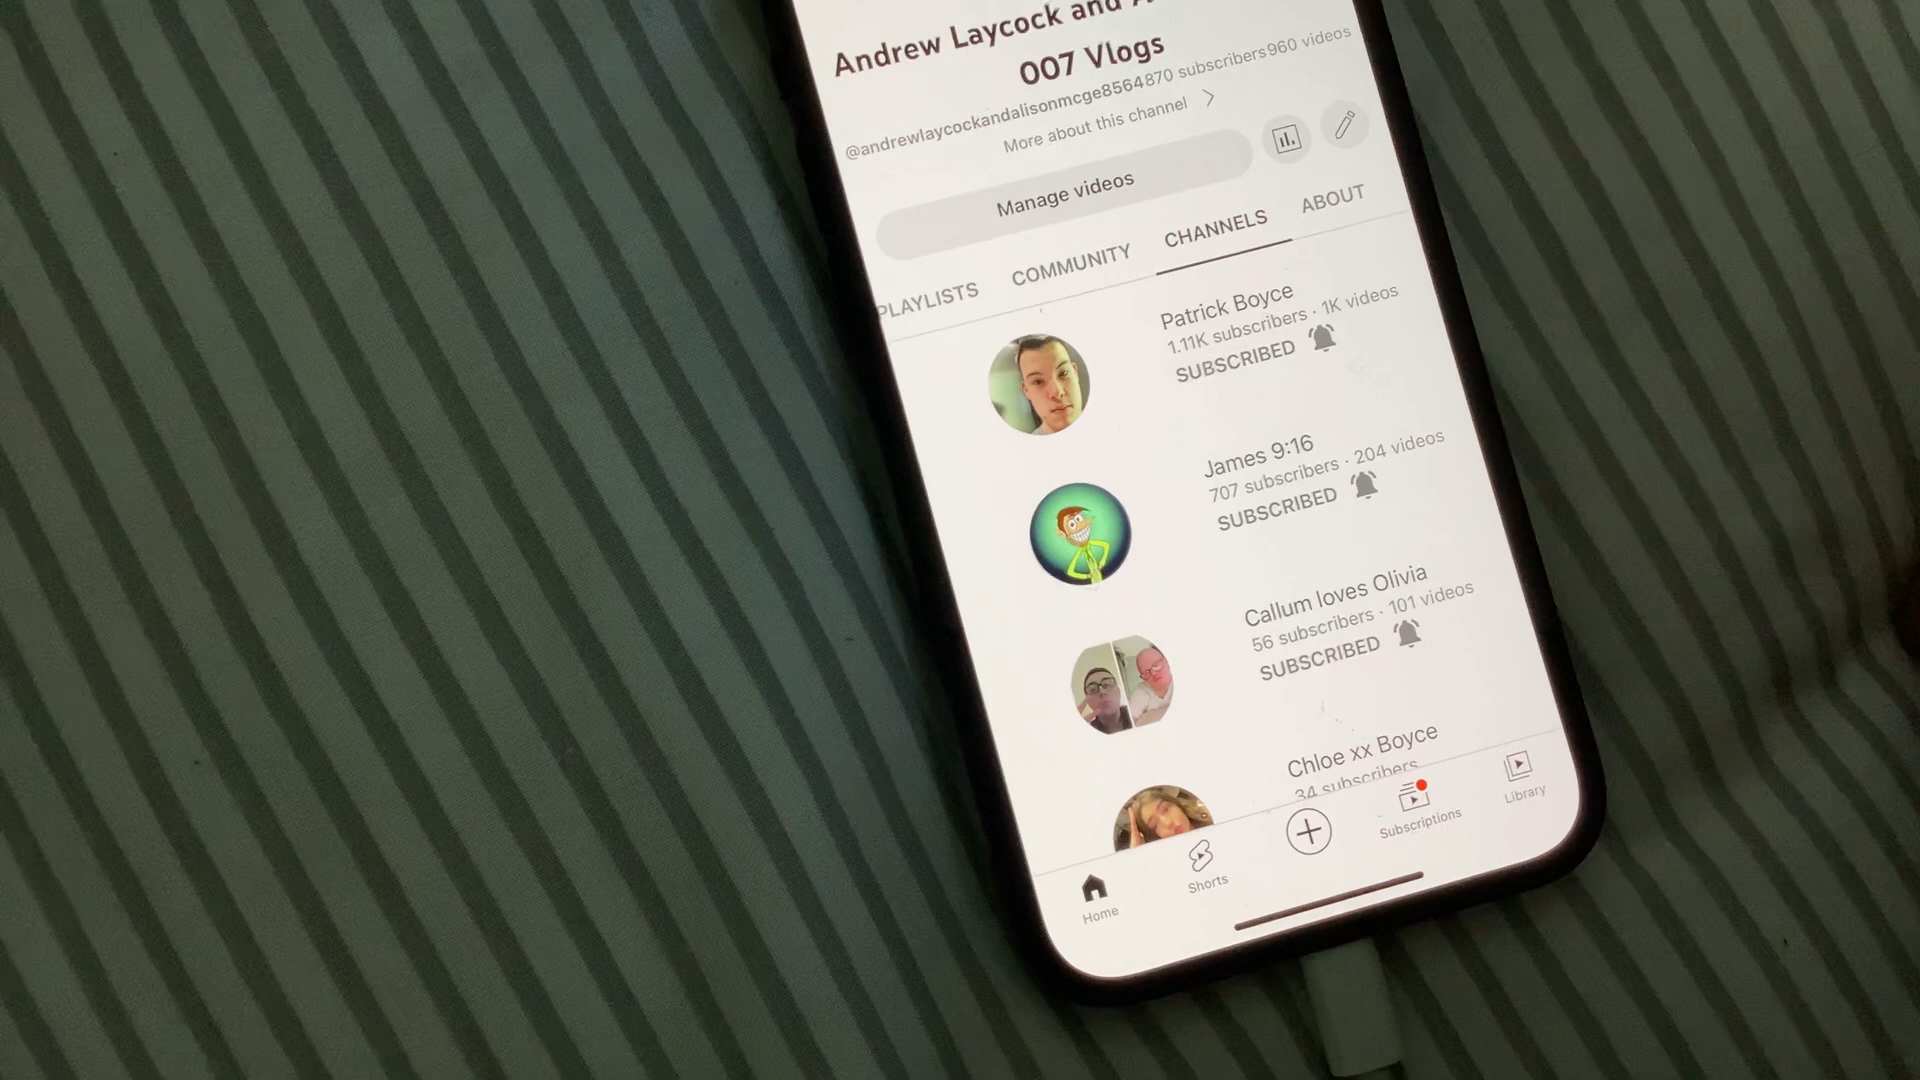 Andrew Laycock and
007 Vlogs
@andrewlaycockandalisonmcge8564870 subscribers960 videos
More about this channel
Manage videos
PLAYLISTS COMMUNITY CHANNELS ABOUT
Patrick Boyce
1.11K subscribers · 1K videos
SUBSCRIBED
James 9:16
707 subscribers · 204 videos
SUBSCRIBED
Callum loves Olivia
56 subscribers · 101 videos
SUBSCRIBED
Chloe xx Boyce
34 subscribers
Home Shorts Subscriptions Library